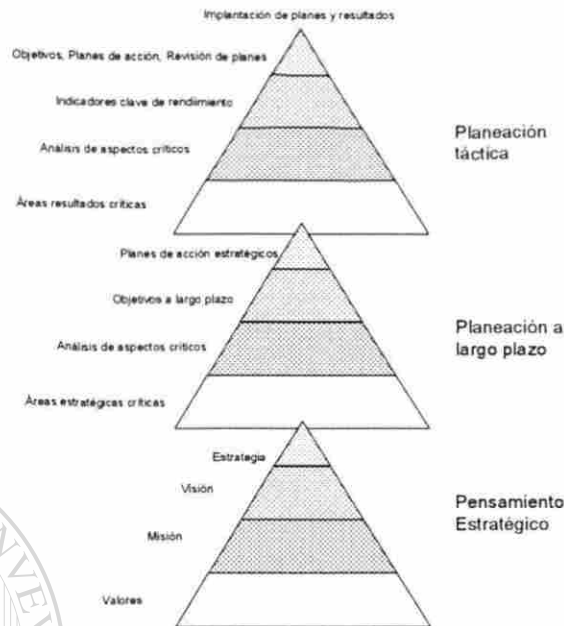 Implantación de planes y resultados
Objetivos, Planes de acción, Revisión de planes
Indicadores clave de rendimiento
Análisis de aspectos críticos
Áreas resultados críticas
Planeación
táctica
Planes de acción estratégicos
Objetivos a largo plazo
Análisis de aspectos críticos
Áreas estratégicas críticas
Planeación a
largo plazo
Estrategia
Visión
Misión
Valores
Pensamiento
Estratégico